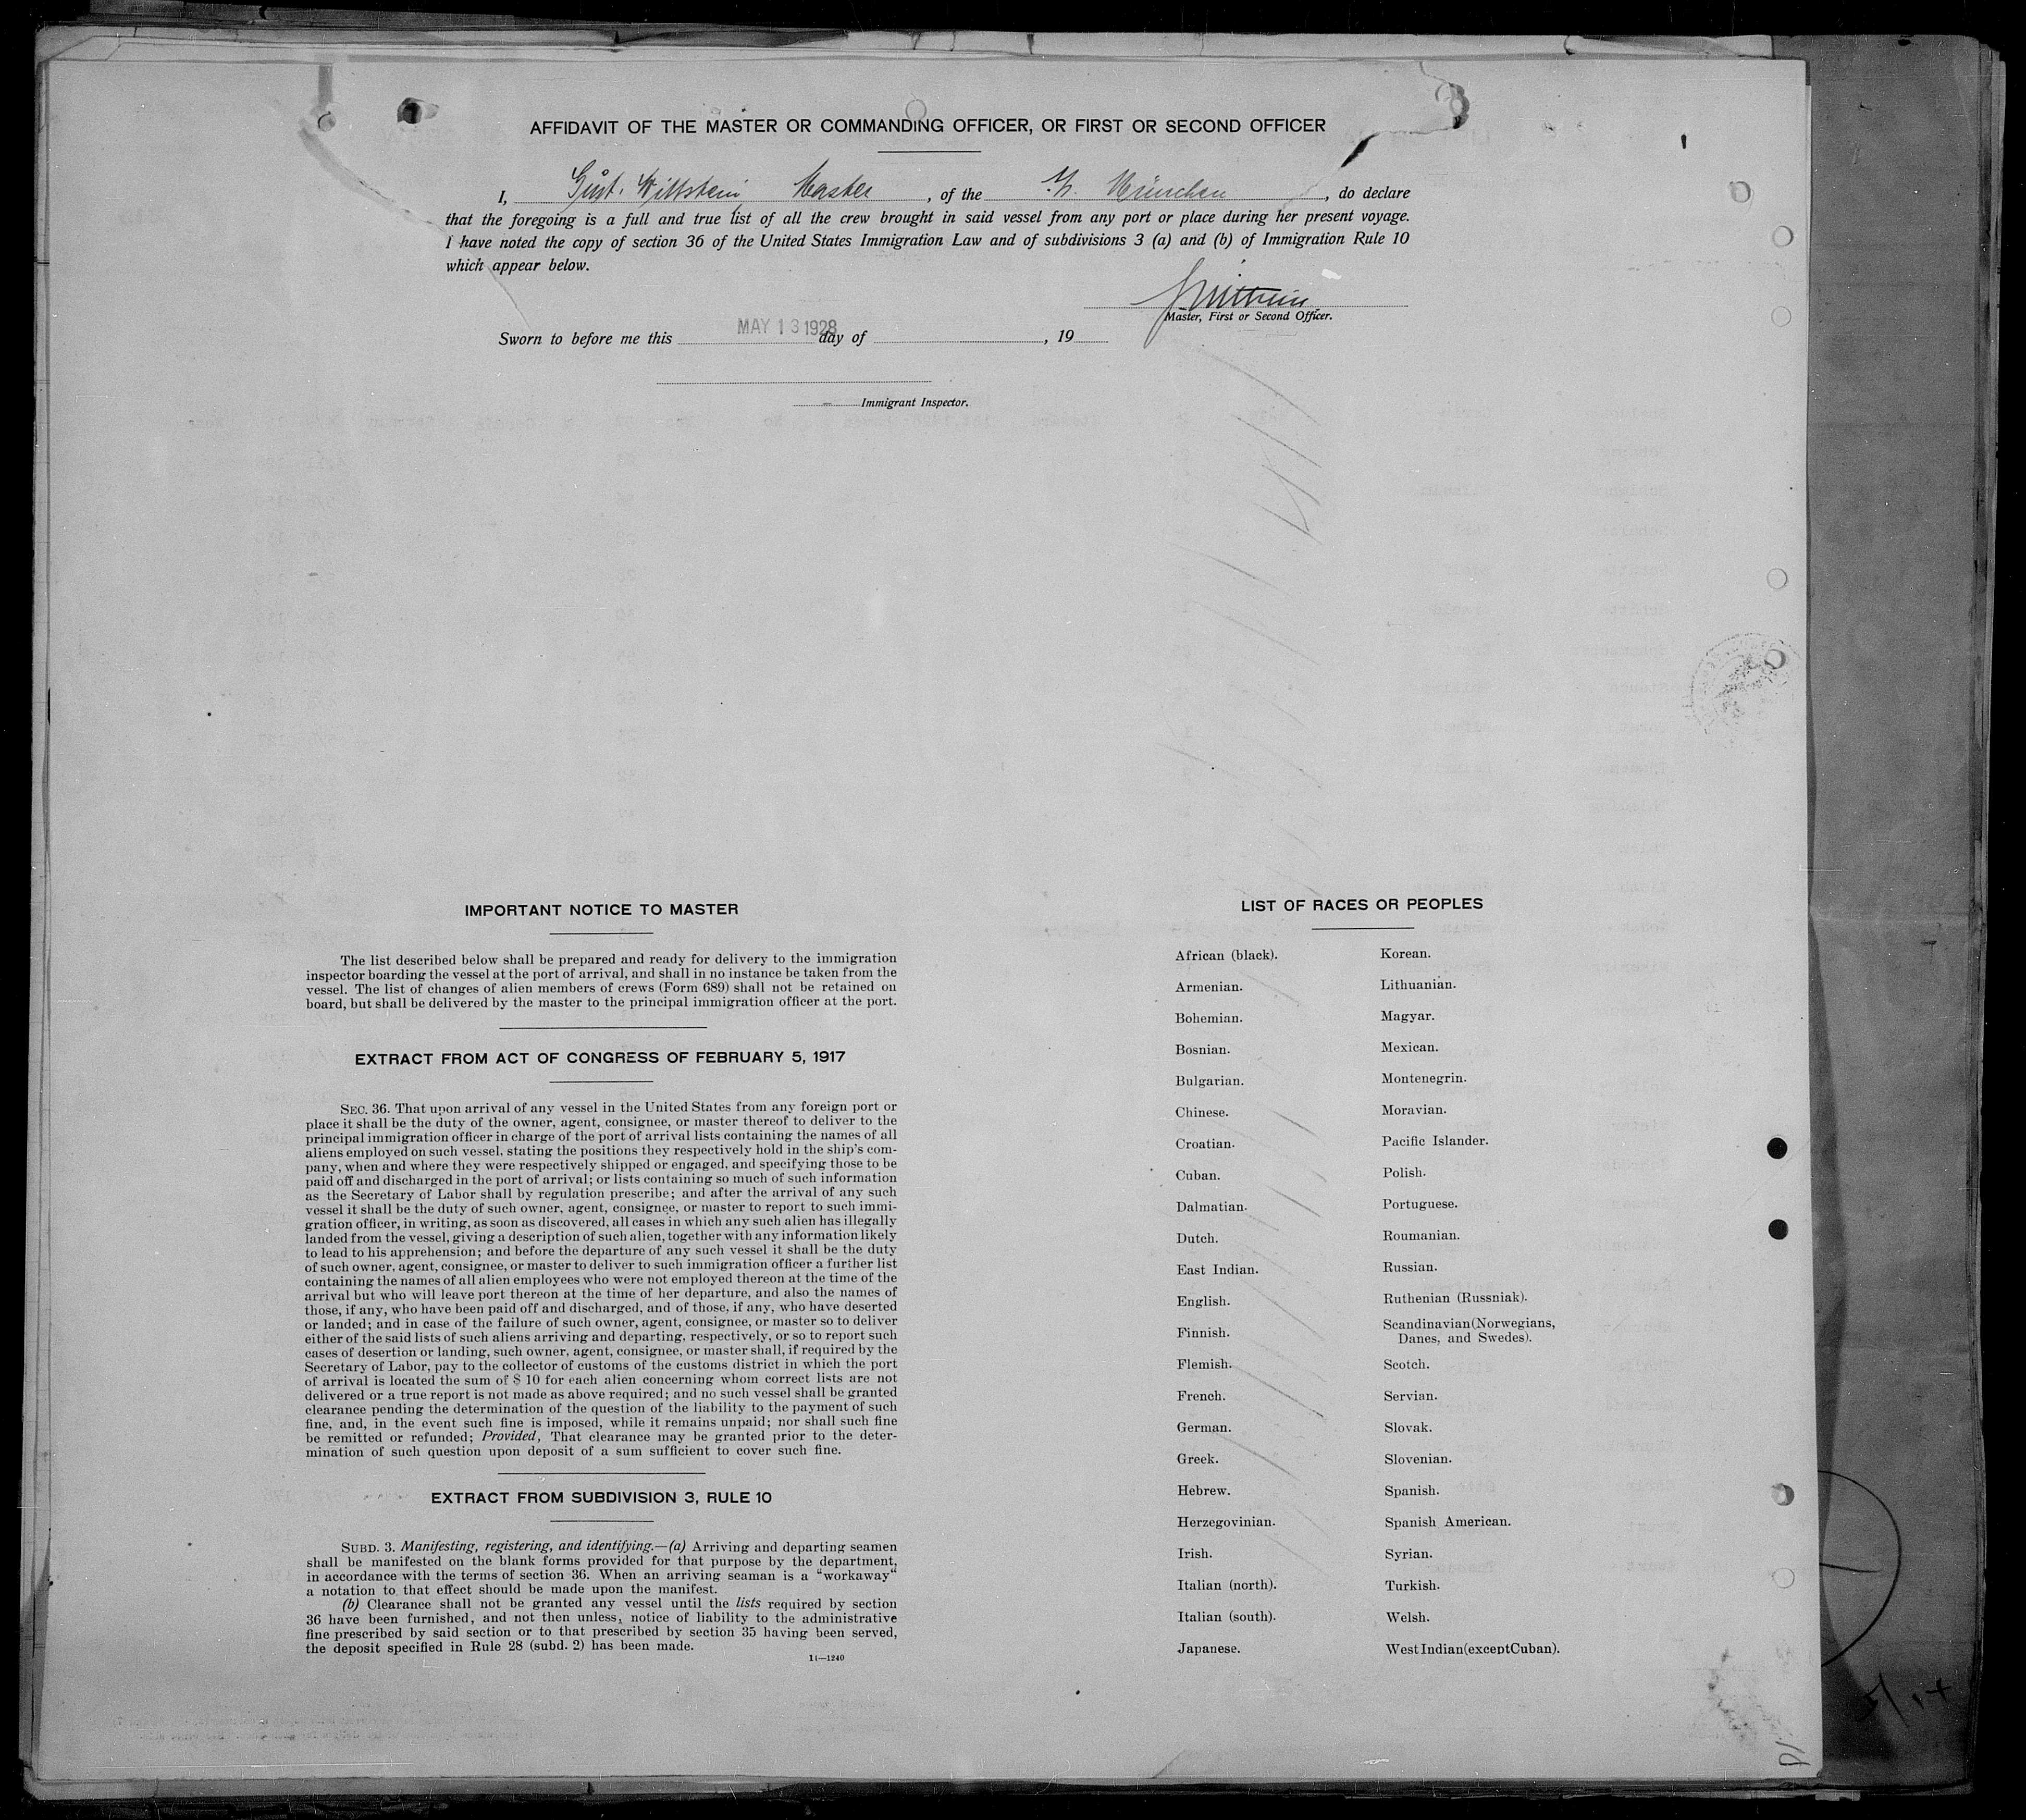 AFFIDAVIT OF THE MASTER OR COMMANDING OFFICER, OR FIRST OR SECOND OFFICER
I, Gust. Wittstein, Master, of the München, do declare
that the foregoing is a full and true list of all the crew brought in said vessel from any port or place during her present voyage.
I have noted the copy of section 36 of the United States Immigration Law and of subdivisions 3 (a) and (b) of Immigration Rule 10
which appear below.
Master, First or Second Officer.
Sworn to before me this MAY 13 1928 day of , 19
Immigrant Inspector.
IMPORTANT NOTICE TO MASTER
The list described below shall be prepared and ready for delivery to the immigration
inspector boarding the vessel at the port of arrival, and shall in no instance be taken from the
vessel. The list of changes of alien members of crews (Form 689) shall not be retained on
board, but shall be delivered by the master to the principal immigration officer at the port.
EXTRACT FROM ACT OF CONGRESS OF FEBRUARY 5, 1917
SEC. 36. That upon arrival of any vessel in the United States from any foreign port or
place it shall be the duty of the owner, agent, consignee, or master thereof to deliver to the
principal immigration officer in charge of the port of arrival lists containing the names of all
aliens employed on such vessel, stating the positions they respectively hold in the ship's com-
pany, when and where they were respectively shipped or engaged, and specifying those to be
paid off and discharged in the port of arrival; or lists containing so much of such information
as the Secretary of Labor shall by regulation prescribe; and after the arrival of any such
vessel it shall be the duty of such owner, agent, consignee, or master to report to such immi-
gration officer, in writing, as soon as discovered, all cases in which any such alien has illegally
landed from the vessel, giving a description of such alien, together with any information likely
to lead to his apprehension; and before the departure of any such vessel it shall be the duty
of such owner, agent, consignee, or master to deliver to such immigration officer a further list
containing the names of all alien employees who were not employed thereon at the time of the
arrival but who will leave port thereon at the time of her departure, and also the names of
those, if any, who have been paid off and discharged, and of those, if any, who have deserted
or landed; and in case of the failure of such owner, agent, consignee, or master so to deliver
either of the said lists of such aliens arriving and departing, respectively, or so to report such
cases of desertion or landing, such owner, agent, consignee, or master shall, if required by the
Secretary of Labor, pay to the collector of customs of the customs district in which the port
of arrival is located the sum of $ 10 for each alien concerning whom correct lists are not
delivered or a true report is not made as above required; and no such vessel shall be granted
clearance pending the determination of the question of the liability to the payment of such
fine, and, in the event such fine is imposed, while it remains unpaid; nor shall such fine
be remitted or refunded; Provided, That clearance may be granted prior to the deter-
mination of such question upon deposit of a sum sufficient to cover such fine.
EXTRACT FROM SUBDIVISION 3, RULE 10
SUBD. 3. Manifesting, registering, and identifying.—(a) Arriving and departing seamen
shall be manifested on the blank forms provided for that purpose by the department,
in accordance with the terms of section 36. When an arriving seaman is a "workaway"
a notation to that effect should be made upon the manifest.
(b) Clearance shall not be granted any vessel until the lists required by section
36 have been furnished, and not then unless, notice of liability to the administrative
fine prescribed by said section or to that prescribed by section 35 having been served,
the deposit specified in Rule 28 (subd. 2) has been made.
11—1240
LIST OF RACES OR PEOPLES
African (black).
Armenian.
Bohemian.
Bosnian.
Bulgarian.
Chinese.
Croatian.
Cuban.
Dalmatian.
Dutch.
East Indian.
English.
Finnish.
Flemish.
French.
German.
Greek.
Hebrew.
Herzegovinian.
Irish.
Italian (north).
Italian (south).
Japanese.
Korean.
Lithuanian.
Magyar.
Mexican.
Montenegrin.
Moravian.
Pacific Islander.
Polish.
Portuguese.
Roumanian.
Russian.
Ruthenian (Russniak).
Scandinavian (Norwegians,
Danes, and Swedes).
Scotch.
Servian.
Slovak.
Slovenian.
Spanish.
Spanish American.
Syrian.
Turkish.
Welsh.
West Indian (except Cuban).